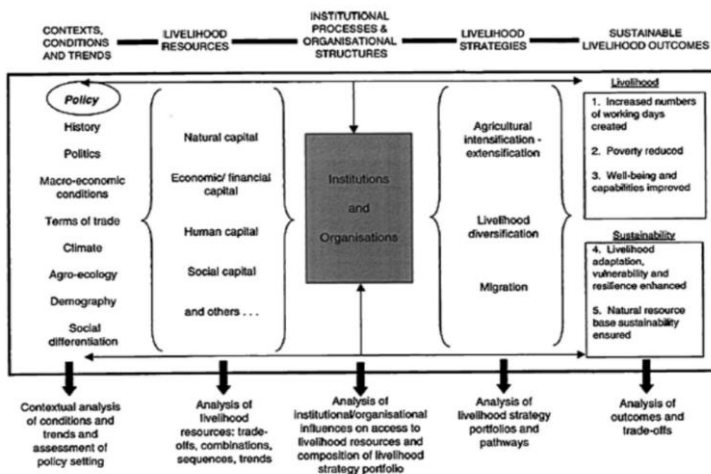 CONTEXTS,
CONDITIONS
AND TRENDS
LIVELIHOOD
RESOURCES
INSTITUTIONAL
PROCESSES &
ORGANISATIONAL
STRUCTURES
LIVELIHOOD
STRATEGIES
SUSTAINABLE
LIVELIHOOD OUTCOMES
Policy
History
Politics
Macro-economic
conditions
Terms of trade
Climate
Agro-ecology
Demography
Social
differentiation
Natural capital
Economic/ financial
capital
Human capital
Social capital
and others . . .
Institutions
and
Organisations
Agricultural
intensification -
extensification
Livelihood
diversification
Migration
Livelihood
1. Increased numbers
of working days
created
2. Poverty reduced
3. Well-being and
capabilities improved
Sustainability
4. Livelihood
adaptation,
vulnerability and
resilience enhanced
5. Natural resource
base sustainability
ensured
Contextual analysis
of conditions and
trends and
assessment of
policy setting
Analysis of
livelihood
resources: trade-
offs, combinations,
sequences, trends
Analysis of
institutional/organisational
influences on access to
livelihood resources and
composition of livelihood
strategy portfolio
Analysis of
livelihood strategy
portfolios and
pathways
Analysis of
outcomes and
trade-offs